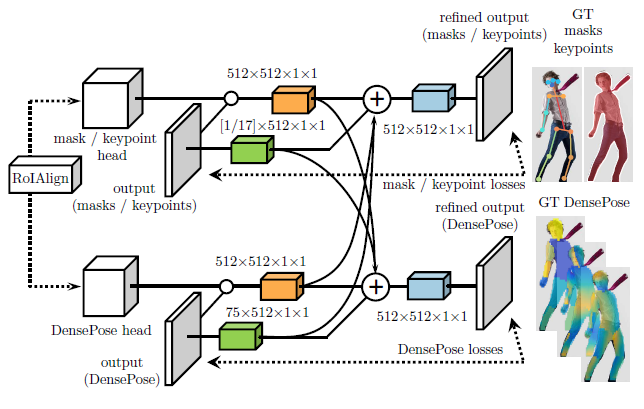 refined output
(masks / keypoints)
GT
masks
keypoints
512×512×1×1
+
[1/17]×512×1×1
512×512×1×1
mask / keypoint
head
RoIAlign
output
(masks / keypoints)
mask / keypoint losses
GT DensePose
refined output
(DensePose)
512×512×1×1
+
75×512×1×1
512×512×1×1
DensePose head
output
(DensePose)
DensePose losses